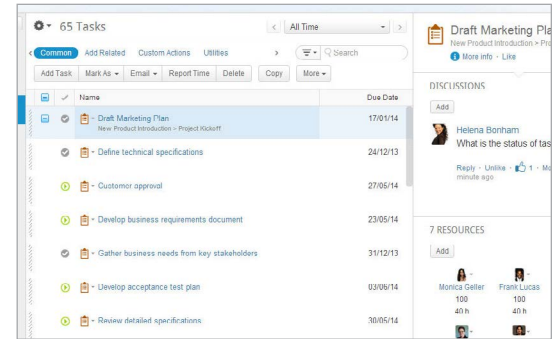 65 Tasks
All Time
Common Add Related Custom Actions Utilities
Search
Add Task Mark As Email Report Time Delete Copy More
Name Due Date
Draft Marketing Plan 17/01/14
New Product Introduction > Project Kickoff
Define technical specifications 24/12/13
Customer approval 27/05/14
Develop business requirements document 23/05/14
Gather business needs from key stakeholders 31/12/13
Develop acceptance test plan 03/06/14
Review detailed specifications 30/05/14
Draft Marketing Pla
New Product Introduction > Pro
More info · Like
DISCUSSIONS
Add
Helena Bonham
What is the status of tas
Reply · Unlike · 1 · Mo
minute ago
7 RESOURCES
Add
Monica Geller Frank Lucas
100 100
40 h 40 h